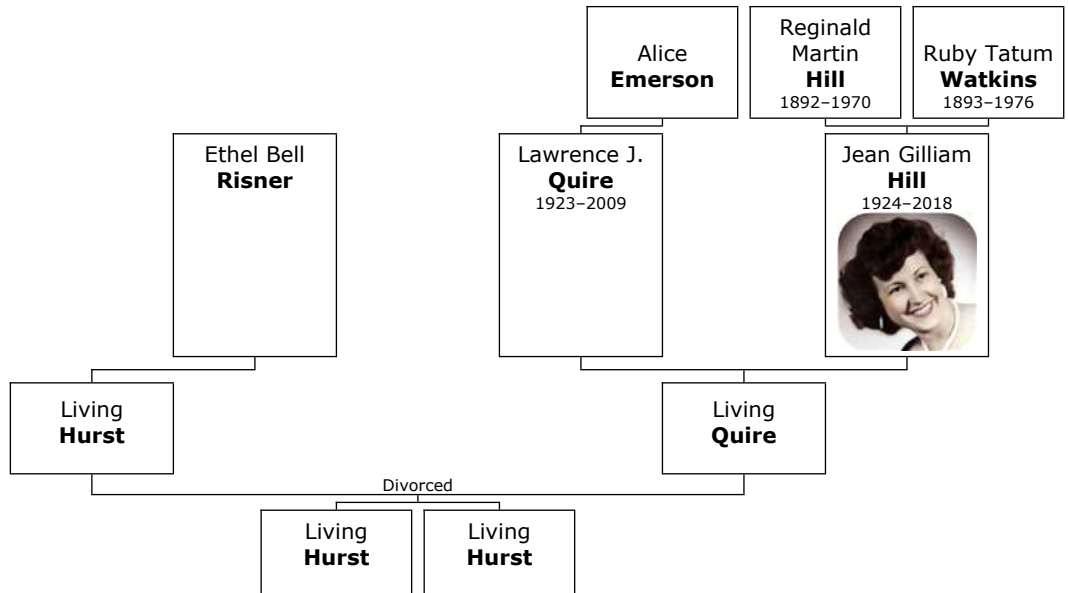 Alice
Emerson
Reginald
Martin
Hill
1892–1970
Ruby Tatum
Watkins
1893–1976
Ethel Bell
Risner
Lawrence J.
Quire
1923–2009
Jean Gilliam
Hill
1924–2018
Living
Hurst
Living
Quire
Divorced
Living
Hurst
Living
Hurst